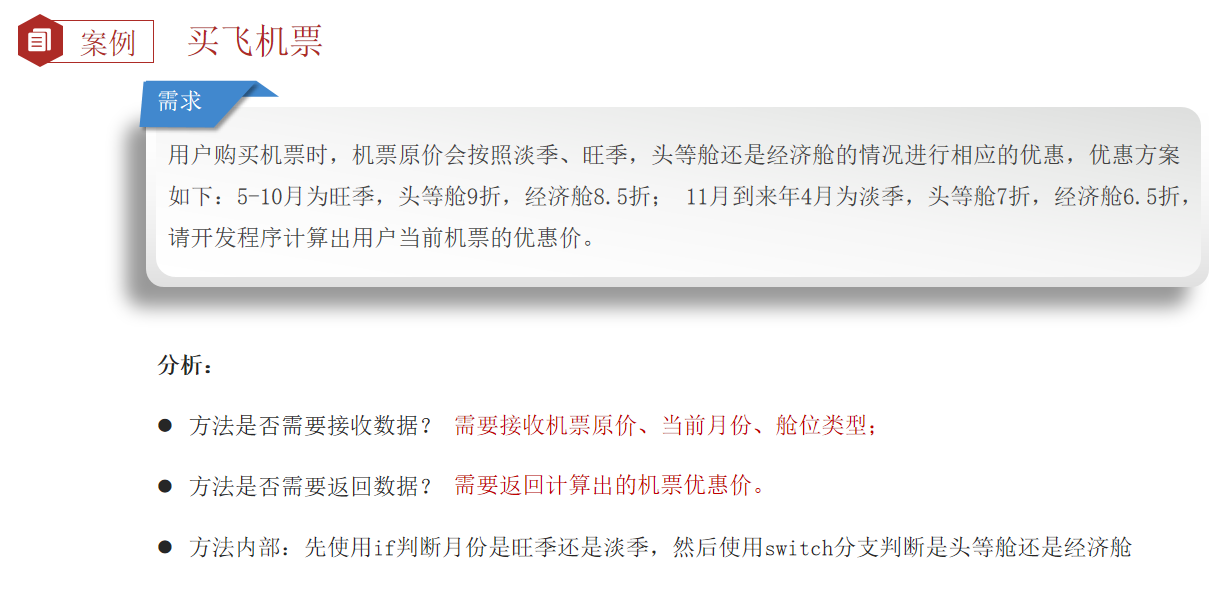 案例
买飞机票
需求
用户购买机票时，机票原价会按照淡季、旺季，头等舱还是经济舱的情况进行相应的优惠，优惠方案
如下：5-10月为旺季，头等舱9折，经济舱8.5折； 11月到来年4月为淡季，头等舱7折，经济舱6.5折，
请开发程序计算出用户当前机票的优惠价。
分析：
● 方法是否需要接收数据？ 需要接收机票原价、当前月份、舱位类型；
● 方法是否需要返回数据？ 需要返回计算出的机票优惠价。
● 方法内部：先使用if判断月份是旺季还是淡季，然后使用switch分支判断是头等舱还是经济舱